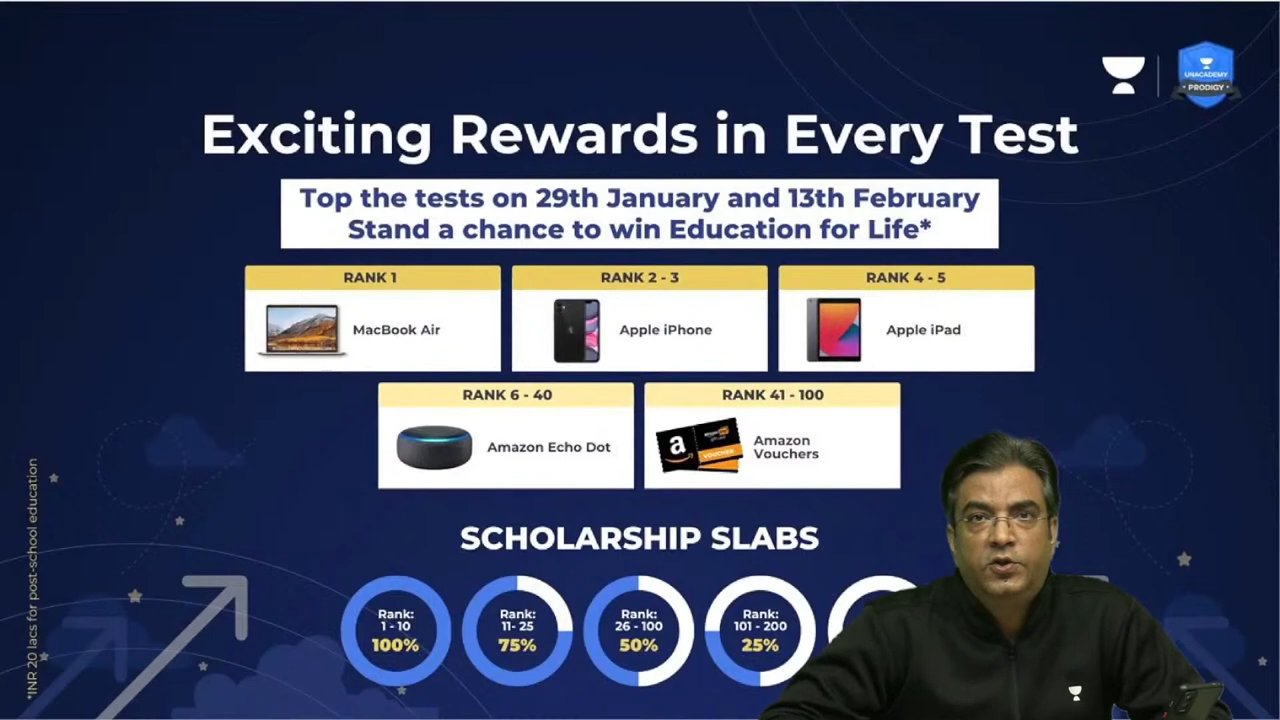 UNACADEMY
PRODIGY
Exciting Rewards in Every Test
Top the tests on 29th January and 13th February
Stand a chance to win Education for Life*
RANK 1
MacBook Air
RANK 2 - 3
Apple iPhone
RANK 4 - 5
Apple iPad
RANK 6 - 40
Amazon Echo Dot
RANK 41 - 100
a
VOUCHER
Amazon
Vouchers
SCHOLARSHIP SLABS
Rank:
1 - 10
100%
Rank:
11- 25
75%
Rank:
26 - 100
50%
Rank:
101 - 200
25%
*INR 20 lacs for post-school education